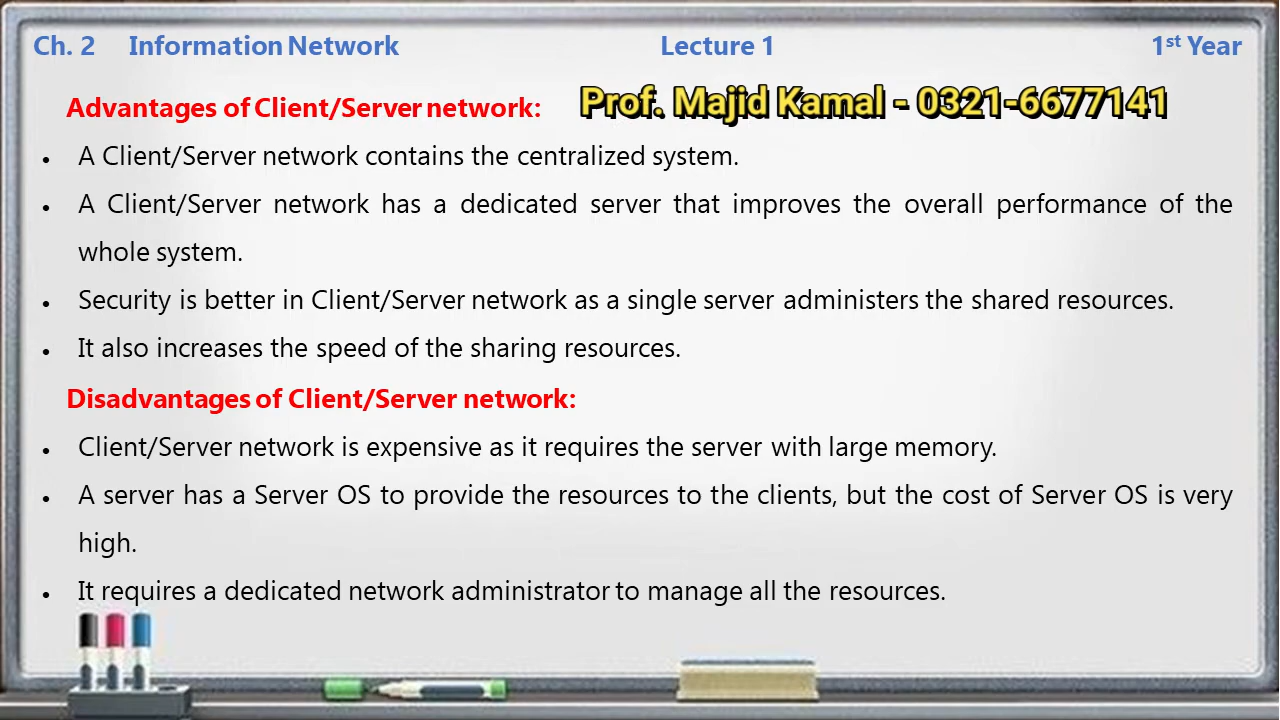 Ch. 2 Information Network Lecture 1 1st Year
Advantages of Client/Server network: Prof. Majid Kamal - 0321-6677141
• A Client/Server network contains the centralized system.
• A Client/Server network has a dedicated server that improves the overall performance of the
whole system.
• Security is better in Client/Server network as a single server administers the shared resources.
• It also increases the speed of the sharing resources.
Disadvantages of Client/Server network:
• Client/Server network is expensive as it requires the server with large memory.
• A server has a Server OS to provide the resources to the clients, but the cost of Server OS is very
high.
• It requires a dedicated network administrator to manage all the resources.